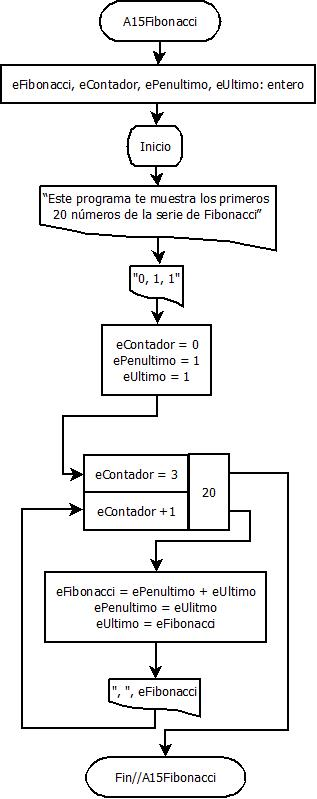 A15Fibonacci
eFibonacci, eContador, ePenultimo, eUltimo: entero
Inicio
“Este programa te muestra los primeros
20 números de la serie de Fibonacci”
"0, 1, 1"
eContador = 0
ePenultimo = 1
eUltimo = 1
eContador = 3
20
eContador +1
eFibonacci = ePenultimo + eUltimo
ePenultimo = eUlitmo
eUltimo = eFibonacci
", ", eFibonacci
Fin//A15Fibonacci